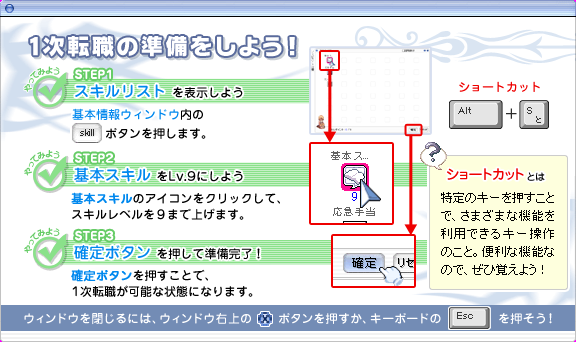 1次転職の準備をしよう!
やってみよう
STEP1
スキルリスト を表示しよう
基本情報ウィンドウ内の
skill ボタンを押します。
やってみよう
STEP2
基本スキル をLv.9にしよう
基本スキルのアイコンをクリックして、
スキルレベルを9まで上げます。
やってみよう
STEP3
確定ボタン を押して準備完了!
確定ボタンを押すことで、
1次転職が可能な状態になります。
基本ス...
9
応急手当
確定
リセ
ショートカット
Alt + S と
?
ショートカットとは
特定のキーを押すこと
で、さまざまな機能を
利用できるキー操作
のこと。便利な機能な
ので、ぜひ覚えよう!
ウィンドウを閉じるには、ウィンドウ右上の ボタンを押すか、キーボードの Esc を押そう!